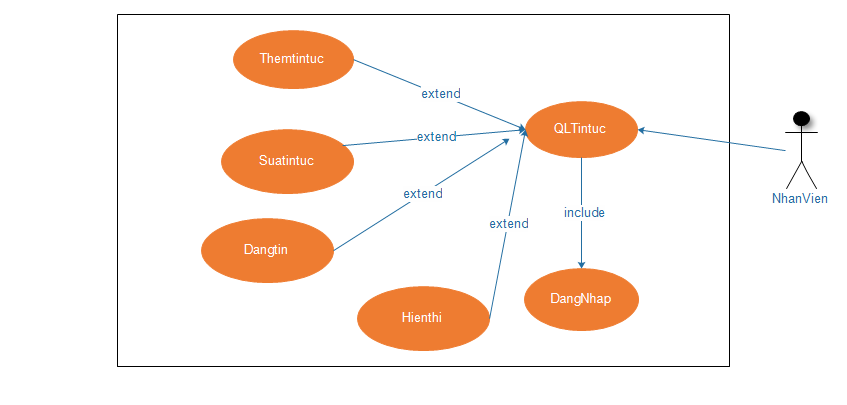 Themtintuc
extend
QLTintuc
extend
Suatintuc
extend
NhanVien
include
extend
Dangtin
DangNhap
Hienthi